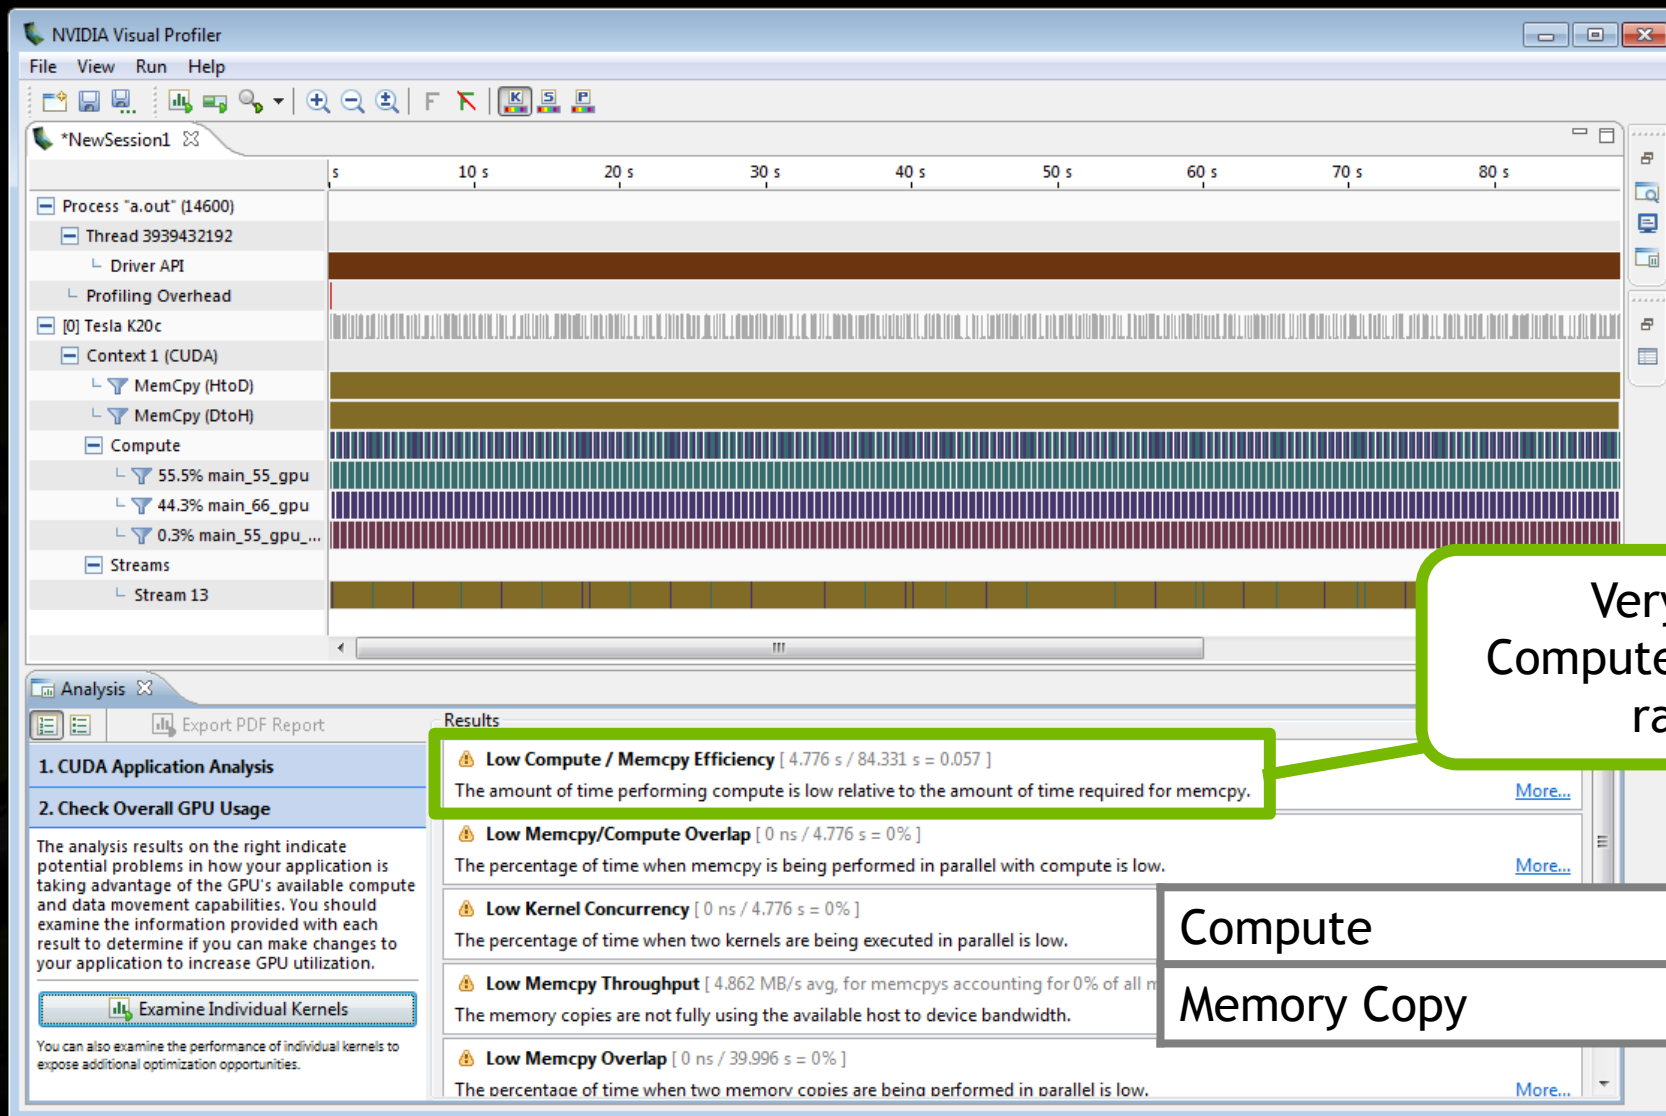 NVIDIA Visual Profiler
File View Run Help
F K S P
*NewSession1
s 10 s 20 s 30 s 40 s 50 s 60 s 70 s 80 s
Process "a.out" (14600)
Thread 3939432192
Driver API
Profiling Overhead
[0] Tesla K20c
Context 1 (CUDA)
MemCpy (HtoD)
MemCpy (DtoH)
Compute
55.5% main_55_gpu
44.3% main_66_gpu
0.3% main_55_gpu_...
Streams
Stream 13
Very
Compute
Analysis
Export PDF Report
1. CUDA Application Analysis
2. Check Overall GPU Usage
The analysis results on the right indicate
potential problems in how your application is
taking advantage of the GPU's available compute
and data movement capabilities. You should
examine the information provided with each
result to determine if you can make changes to
your application to increase GPU utilization.
Examine Individual Kernels
You can also examine the performance of individual kernels to
expose additional optimization opportunities.
Results
Low Compute / Memcpy Efficiency [ 4.776 s / 84.331 s = 0.057 ]
The amount of time performing compute is low relative to the amount of time required for memcpy.
More...
Low Memcpy/Compute Overlap [ 0 ns / 4.776 s = 0% ]
The percentage of time when memcpy is being performed in parallel with compute is low.
More...
Low Kernel Concurrency [ 0 ns / 4.776 s = 0% ]
The percentage of time when two kernels are being executed in parallel is low.
Low Memcpy Throughput [ 4.862 MB/s avg, for memcpys accounting for 0% of all
The memory copies are not fully using the available host to device bandwidth.
Low Memcpy Overlap [ 0 ns / 39.996 s = 0% ]
The percentage of time when two memory copies are being performed in parallel is low.
More...
Compute
Memory Copy